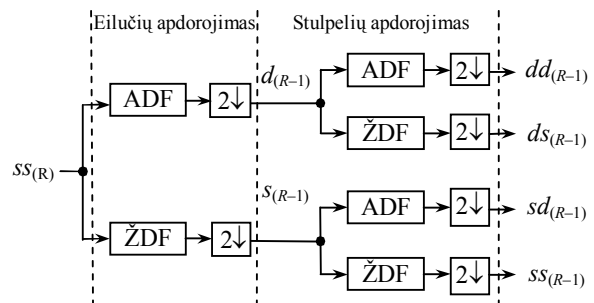 Eilučių apdorojimas Stulpelių apdorojimas
ADF 2↓ d(R–1) ADF 2↓ dd(R–1)
ŽDF 2↓ ds(R–1)
ss(R)
ŽDF 2↓ s(R–1) ADF 2↓ sd(R–1)
ŽDF 2↓ ss(R–1)